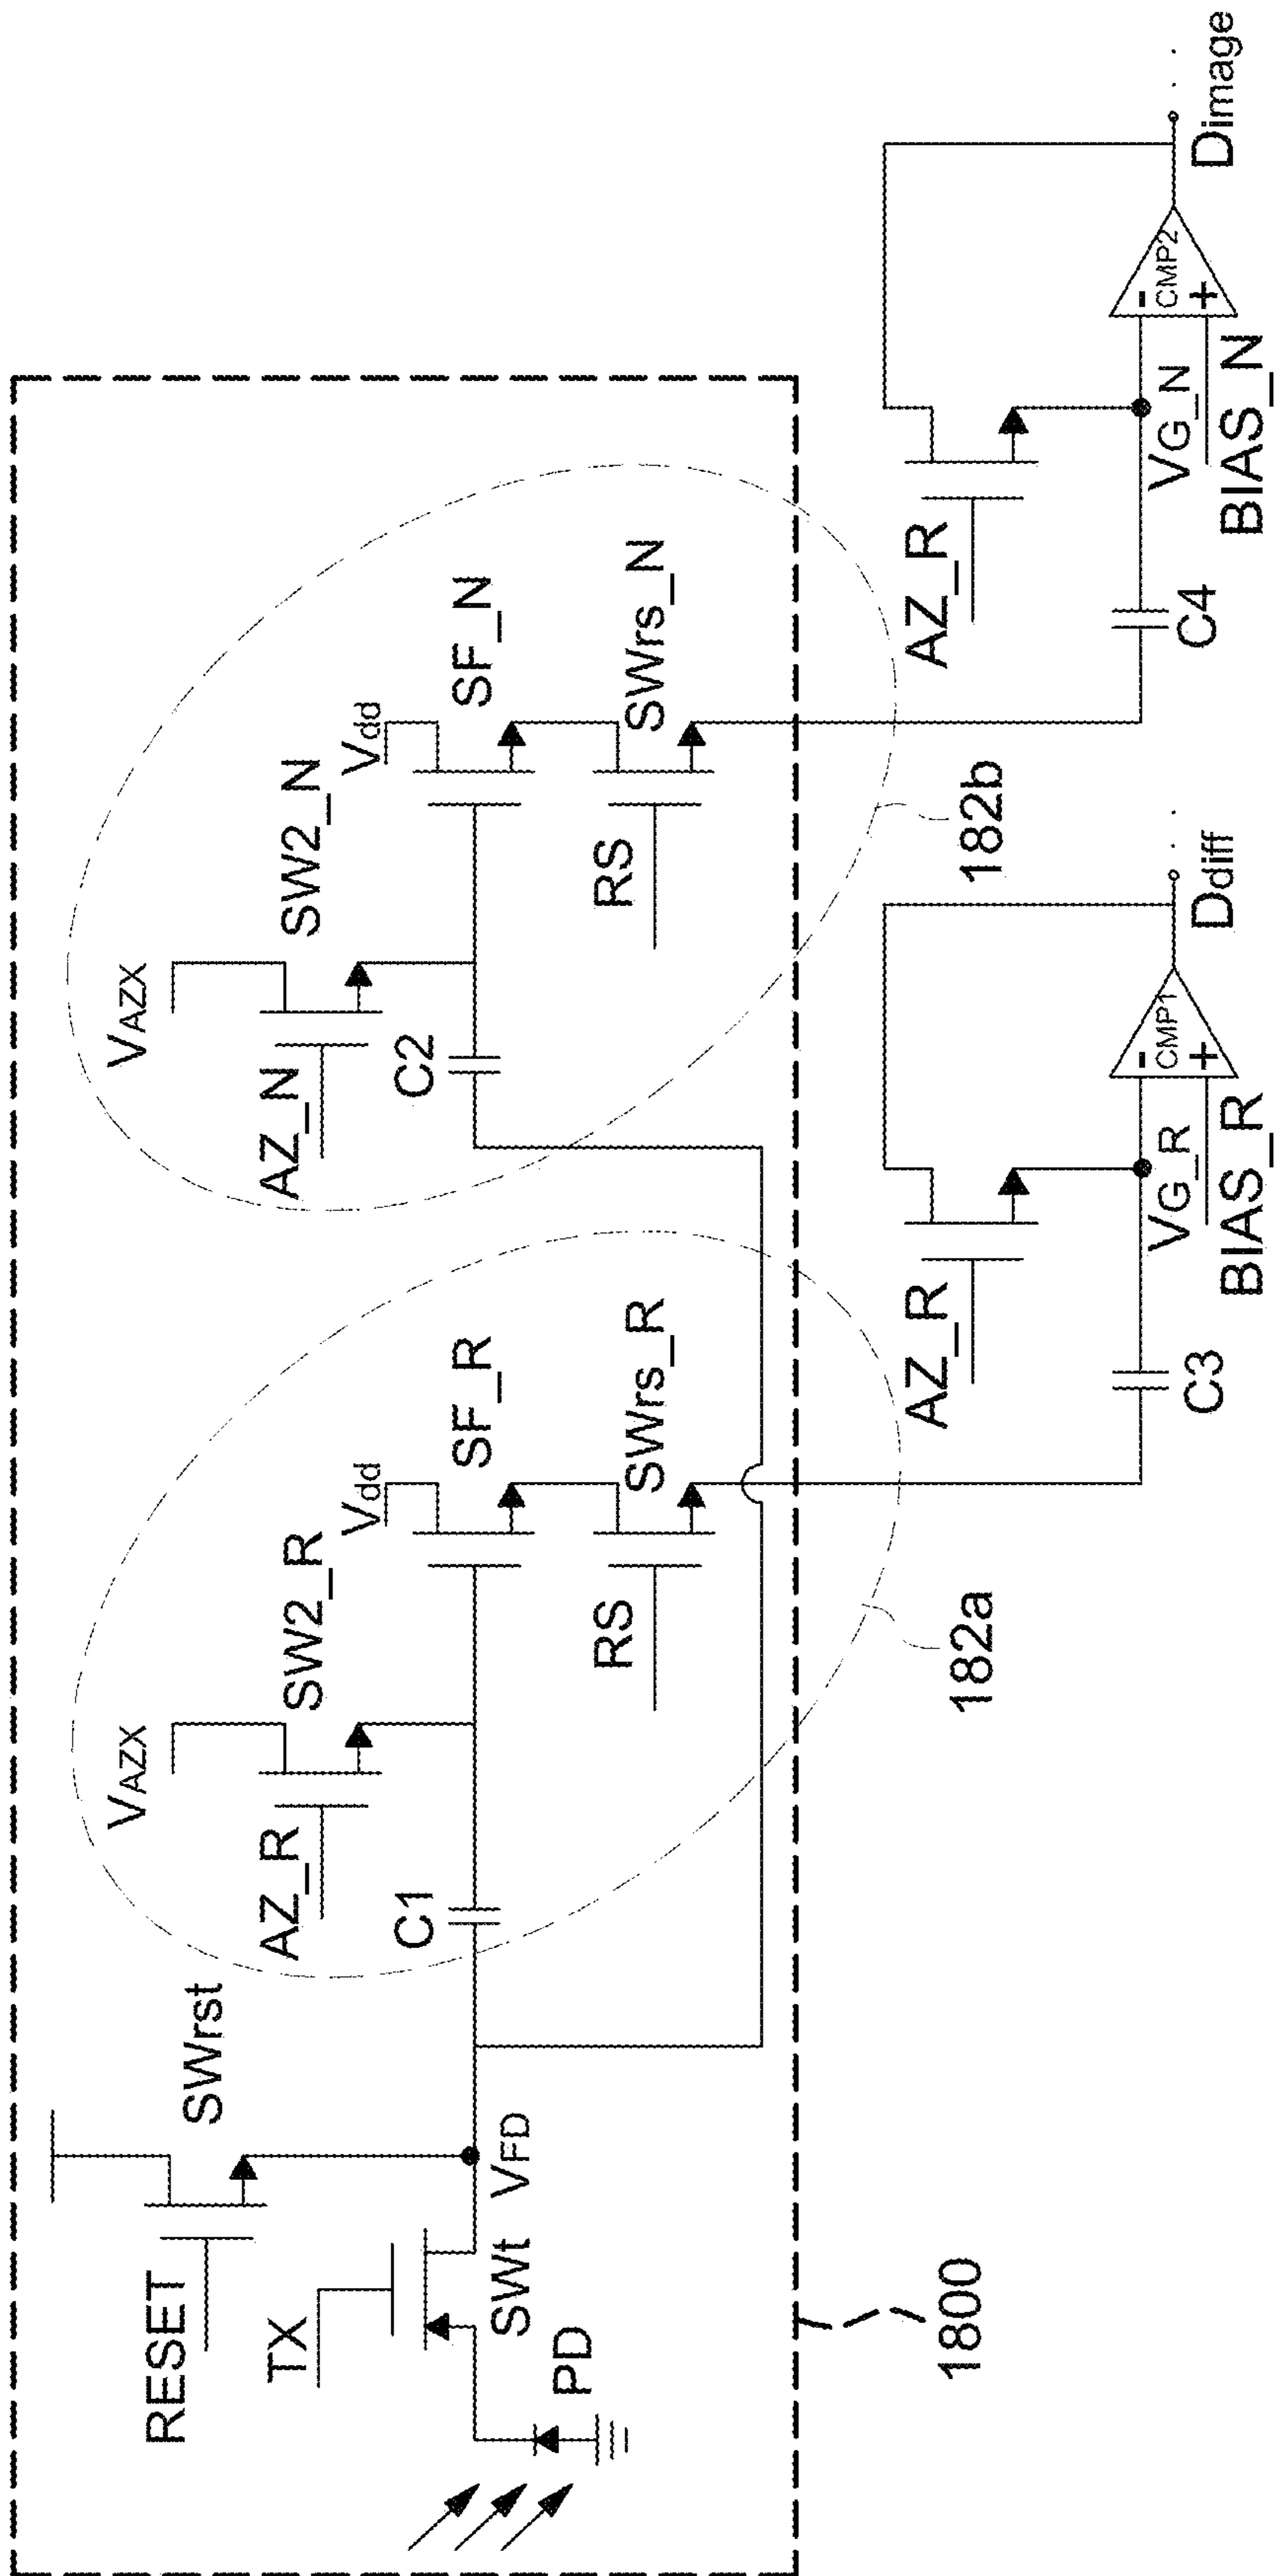 RESET
SWrst
TX
SWt
VFD
PD
1800
VAZX
AZ_R
SW2_R
C1
Vdd
SF_R
RS
SWrs_R
182a
VAZX
AZ_N
SW2_N
C2
Vdd
SF_N
RS
SWrs_N
182b
AZ_R
C3
VG_R
BIAS_R
-
+
CMP1
Ddiff
. .
AZ_R
C4
VG_N
BIAS_N
-
+
CMP2
Dimage
. .